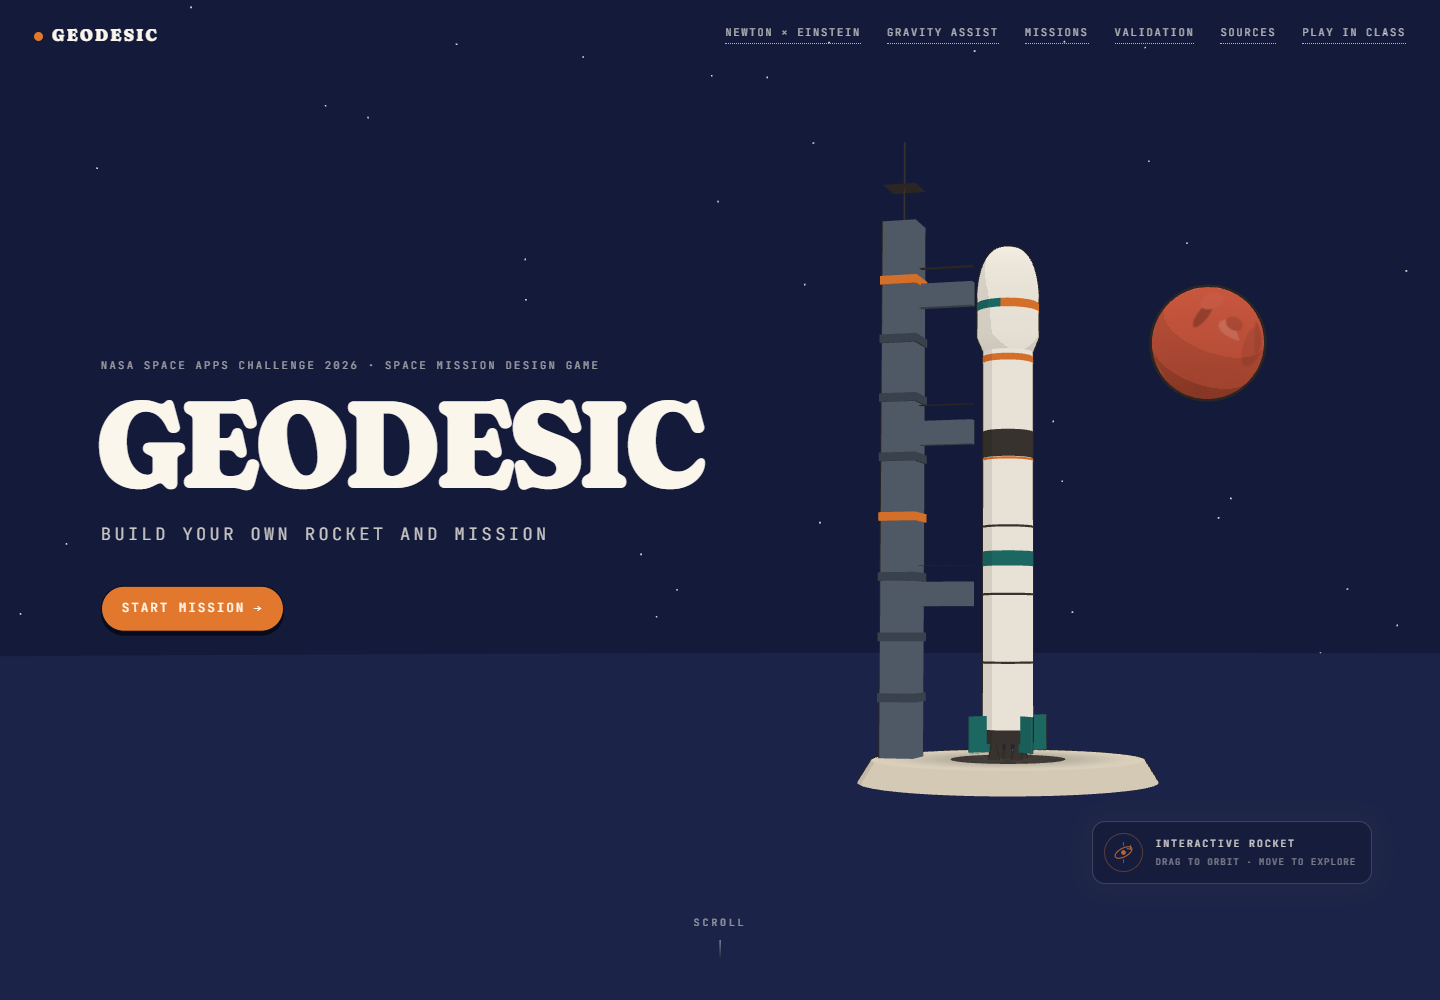 GEODESIC
NEWTON × EINSTEIN GRAVITY ASSIST MISSIONS VALIDATION SOURCES PLAY IN CLASS
NASA SPACE APPS CHALLENGE 2026 · SPACE MISSION DESIGN GAME
GEODESIC
BUILD YOUR OWN ROCKET AND MISSION
START MISSION →
INTERACTIVE ROCKET
DRAG TO ORBIT · MOVE TO EXPLORE
SCROLL